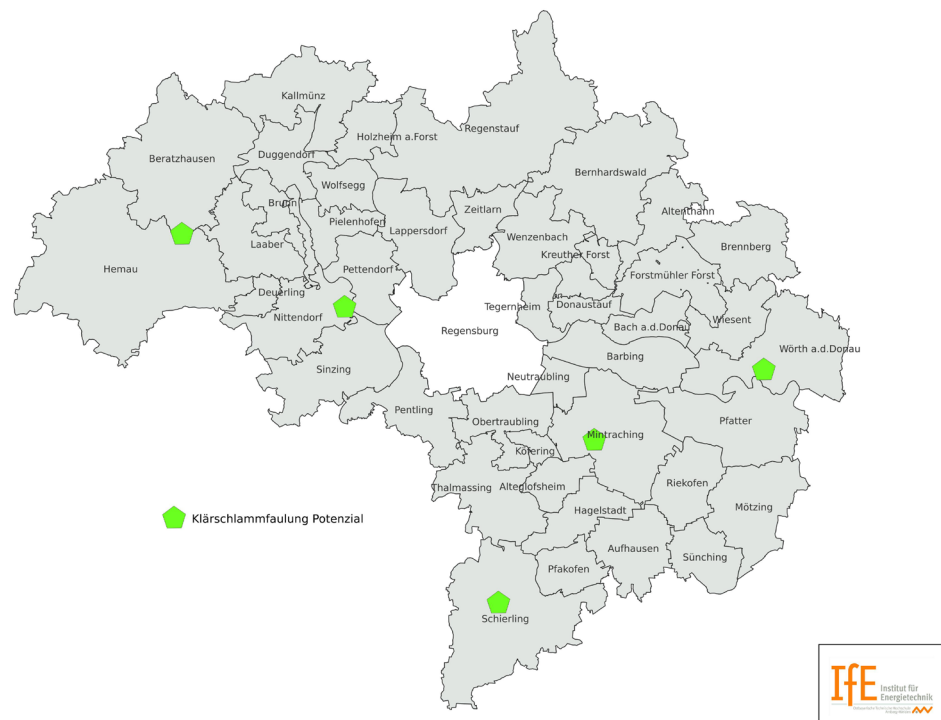 Kallmünz
Regenstauf
Holzheim a.Forst
Duggendorf
Beratzhausen
Bernhardswald
Wolfsegg
Brunn
Zeitlarn
Altenthann
Pielenhofen
Lappersdorf
Wenzenbach
Laaber
Brennberg
Kreuther Forst
Hemau
Pettendorf
Forstmühler Forst
Deuerling
Tegernheim
Donaustauf
Nittendorf
Wiesent
Bach a.d.Donau
Regensburg
Wörth a.d.Donau
Barbing
Sinzing
Neutraubling
Pentling
Obertraubling
Pfatter
Mintraching
Köfering
Riekofen
Thalmassing
Alteglofsheim
Mötzing
Hagelstadt
Klärschlammfaulung Potenzial
Aufhausen
Sünching
Pfakofen
Schierling
IfE
Institut für
Energietechnik